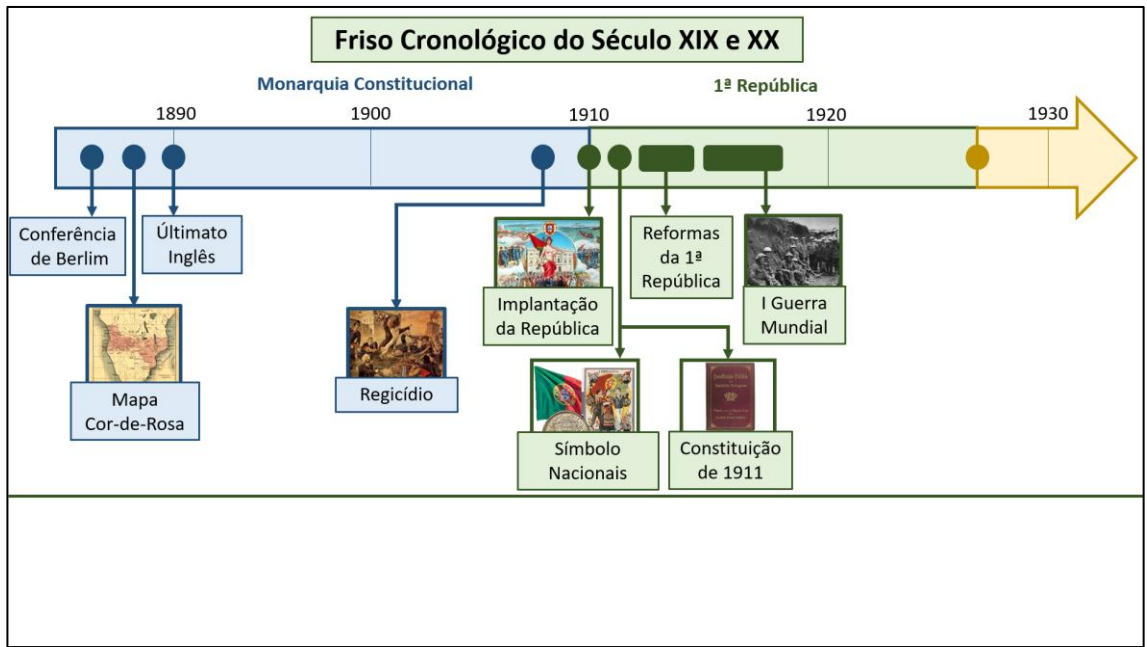 Friso Cronológico do Século XIX e XX
Monarquia Constitucional
1ª República
1890
1900
1910
1920
1930
Conferência
de Berlim
Últimato
Inglês
Mapa
Cor-de-Rosa
Regicídio
Implantação
da República
Reformas
da 1ª
República
I Guerra
Mundial
Símbolo
Nacionais
Constituição
de 1911